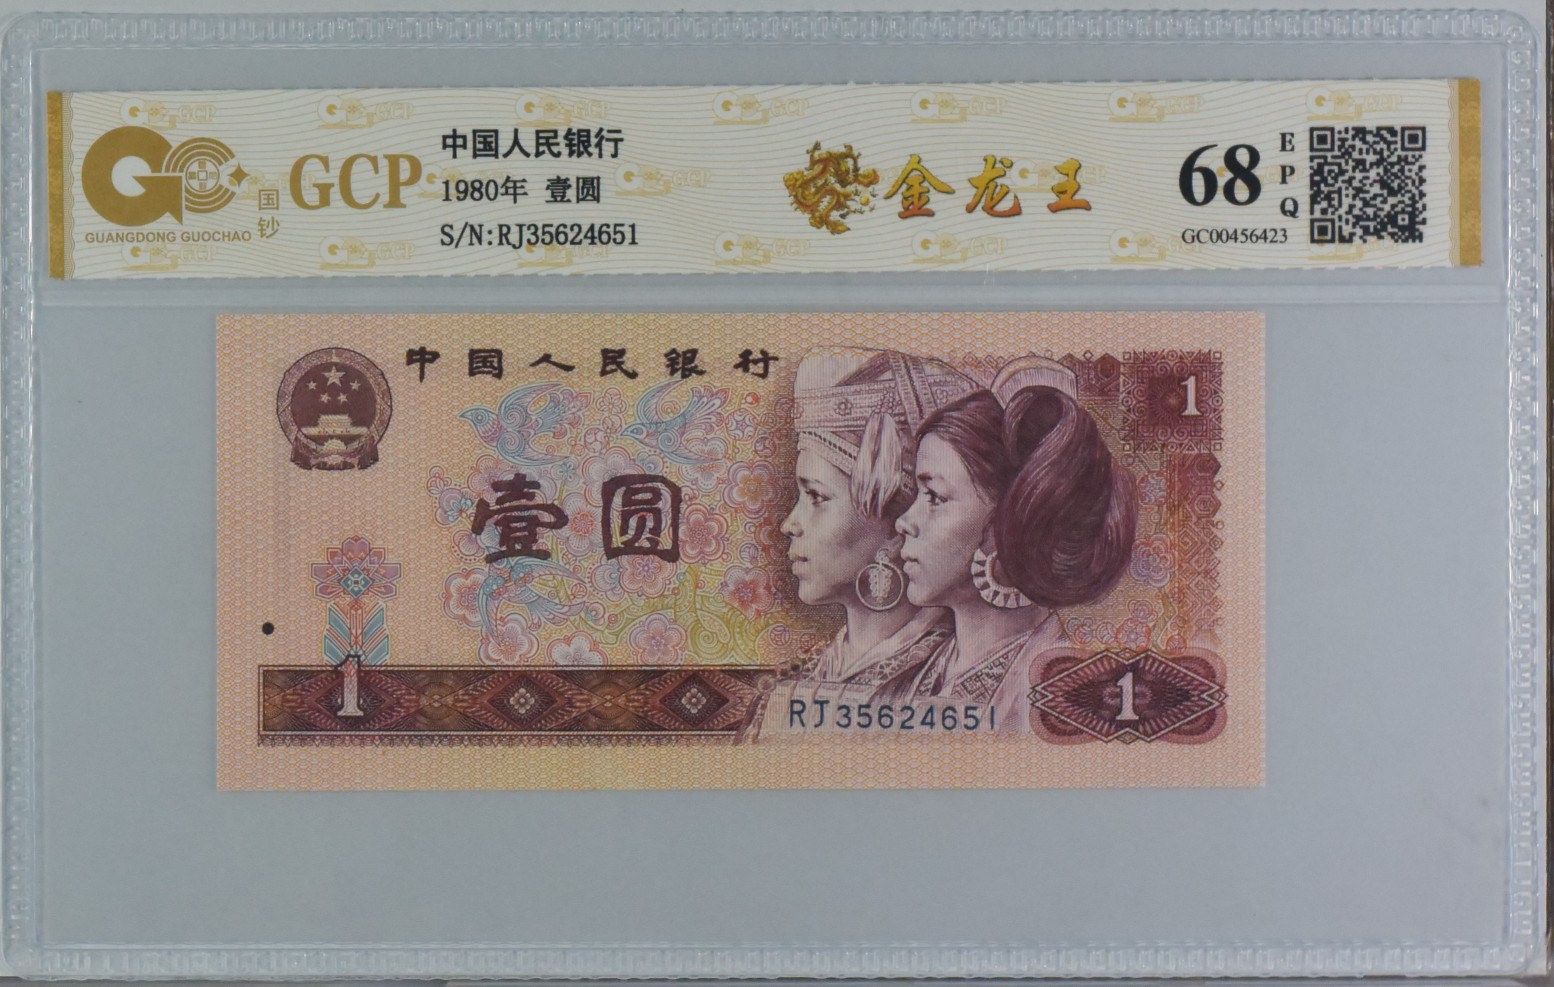 GCP
国钞
GUANGDONG GUOCHAO
中国人民银行
1980年 壹圆
S/N:RJ35624651
金龙王
68
EPQ
GC00456423
中国人民银行
1
壹圆
1
RJ35624651
1